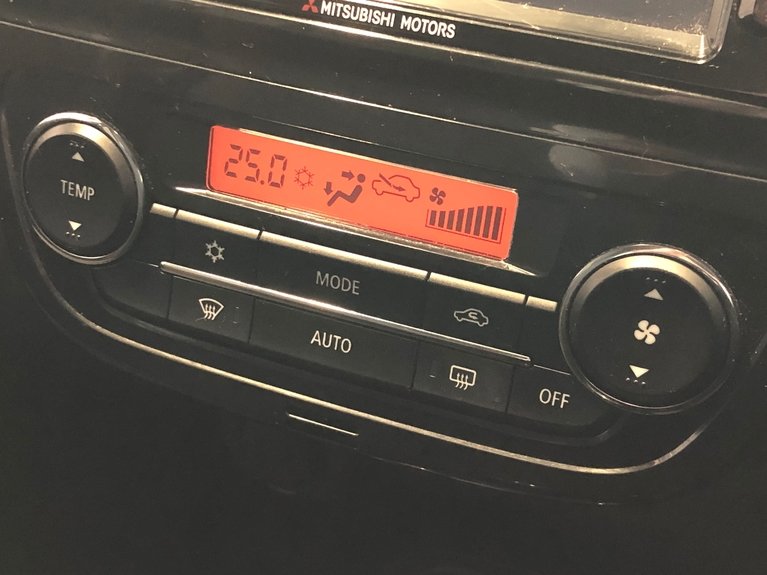 MITSUBISHI MOTORS
25.0
TEMP
MODE
AUTO
OFF